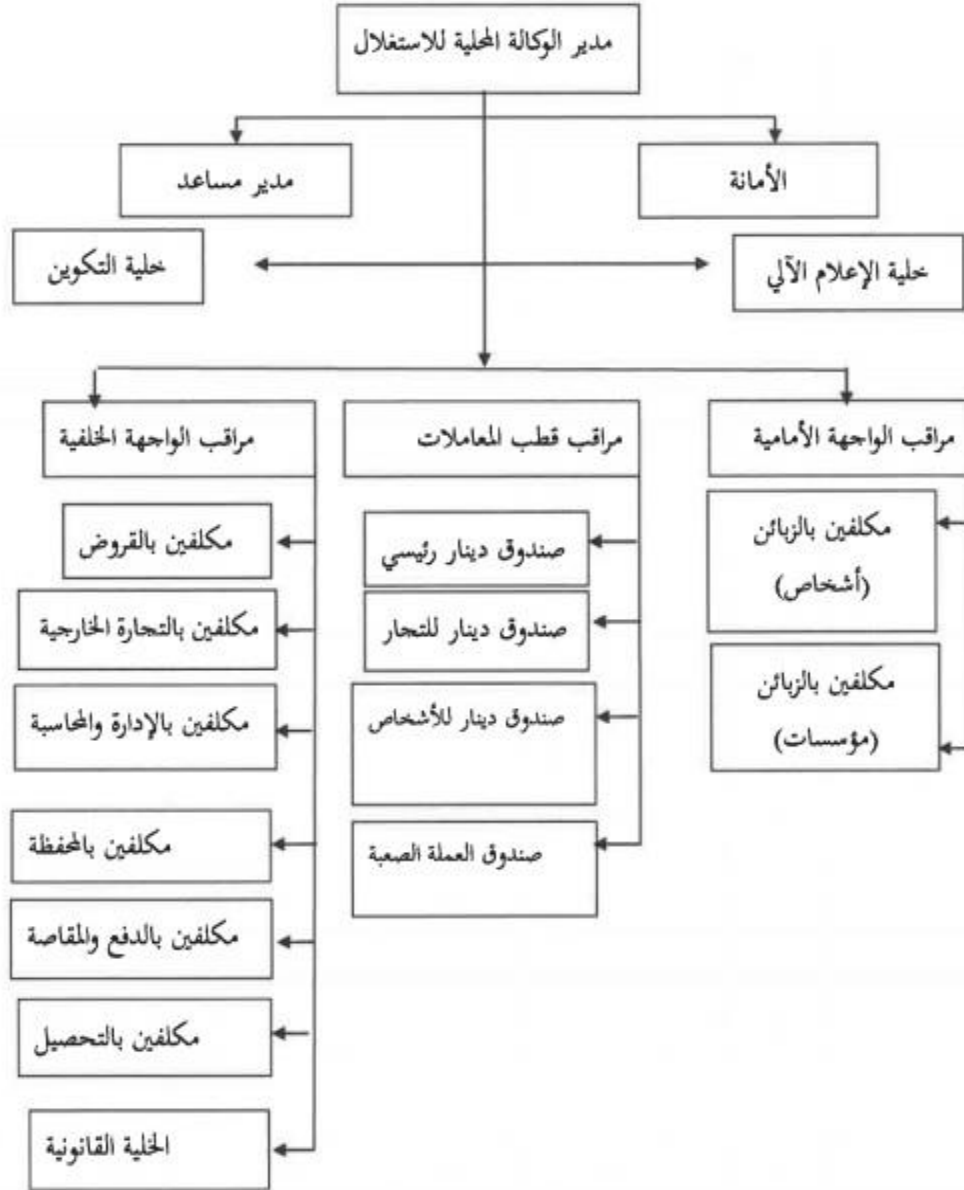 مدير الوكالة المحلية للاستغلال
الأمانة
مدير مساعد
خلية الإعلام الآلي
خلية التكوين
مراقب الواجهة الأمامية
مراقب قطب المعاملات
مراقب الواجهة الخلفية
مكلفين بالزبائن
(أشخاص)
مكلفين بالزبائن
(مؤسسات)
صندوق دينار رئيسي
صندوق دينار للتجار
صندوق دينار للأشخاص
صندوق العملة الصعبة
مكلفين بالقروض
مكلفين بالتجارة الخارجية
مكلفين بالإدارة والمحاسبة
مكلفين بالمحفظة
مكلفين بالدفع والمقاصة
مكلفين بالتحصيل
الخلية القانونية